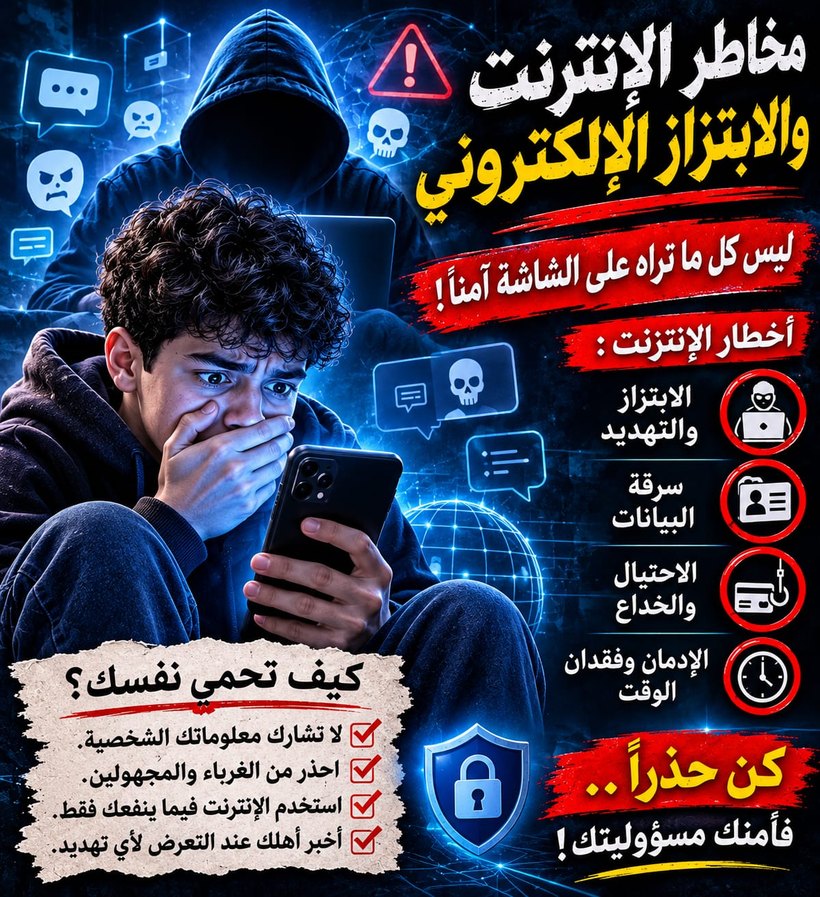 مخاطر الإنترنت
والابتزاز الإلكتروني
ليس كل ما تراه على الشاشة آمناً!
أخطار الإنتزنت :
الابتزاز
والتهديد
سرقة
البيانات
الاحتيال
والخداع
الإدمان وفقدان
الوقت
كيف تحمي نفسك؟
لا تشارك معلوماتك الشخصية.
احذر من الغرباء والمجهولين.
استخدم الإنترنت فيما ينفعك فقط.
أخبر أهلك عند التعرض لأي تهديد.
كن حذراً ..
فأمنك مسؤوليتك!